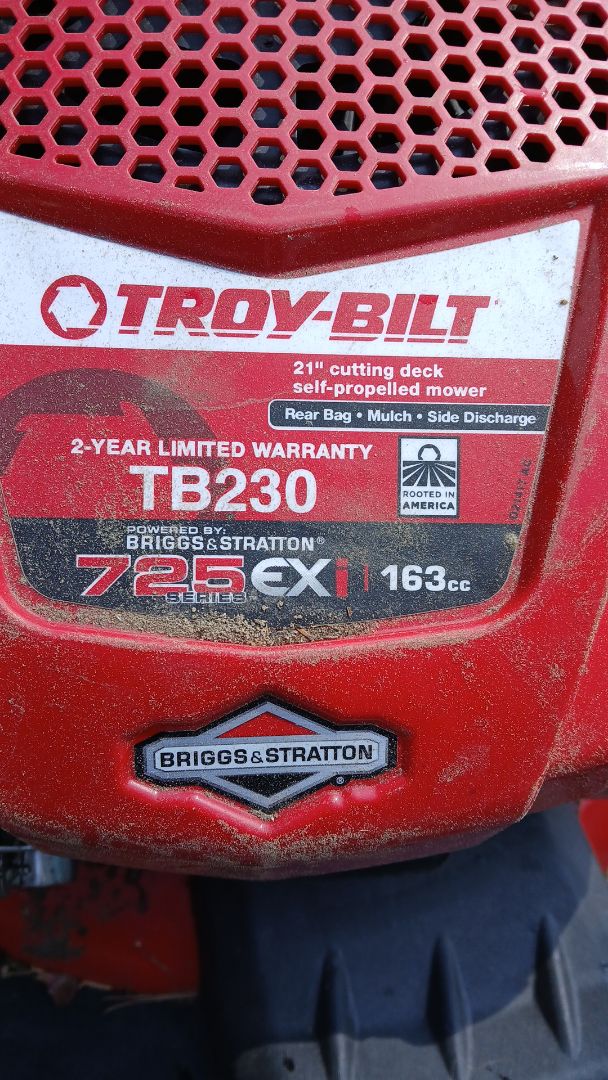 TROY-BILT
21" cutting deck
self-propelled mower
Rear Bag • Mulch • Side Discharge
2-YEAR LIMITED WARRANTY
TB230
ROOTED IN
AMERICA
POWERED BY:
BRIGGS & STRATTON®
725 EXi | 163cc
SERIES
BRIGGS & STRATTON®